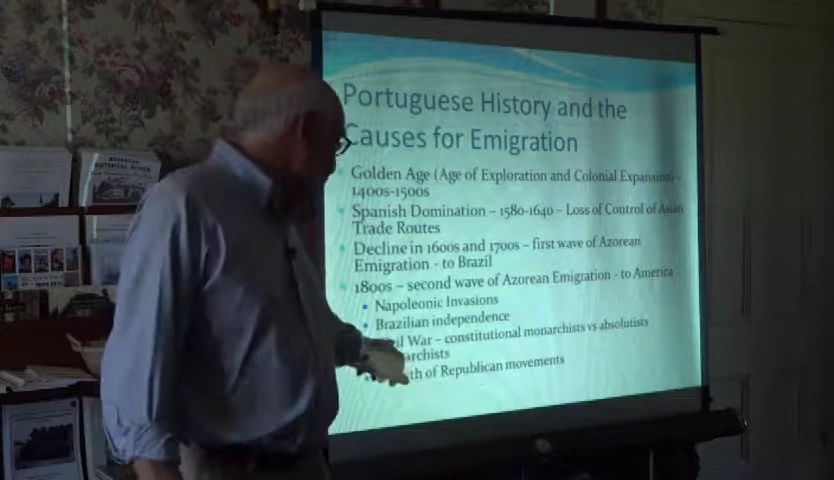 Portuguese History and the
Causes for Emigration
Golden Age (Age of Exploration and Colonial Expansion) -
1400s-1500s
Spanish Domination – 1580-1640 – Loss of Control of Asian
Trade Routes
Decline in 1600s and 1700s – first wave of Azorean
Emigration - to Brazil
1800s – second wave of Azorean Emigration - to America
Napoleonic Invasions
Brazilian independence
War – constitutional monarchists vs absolutists
of Republican movements